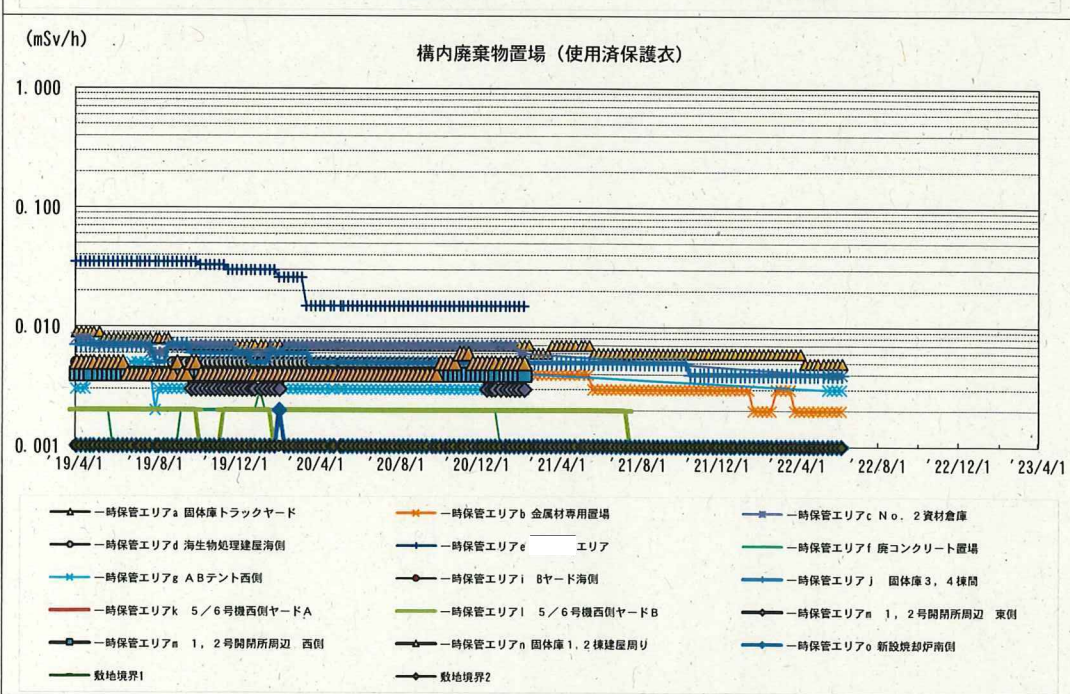 (mSv/h)
構内廃棄物置場（使用済保護衣）
1.000
0.100
0.010
0.001
'19/4/1 '19/8/1 '19/12/1 '20/4/1 '20/8/1 '20/12/1 '21/4/1 '21/8/1 '21/12/1 '22/4/1 '22/8/1 '22/12/1 '23/4/1
一時保管エリアa 固体庫トラックヤード 一時保管エリアb 金属材専用置場 一時保管エリアc No．2資材倉庫
一時保管エリアd 海生物処理建屋海側 一時保管エリアe エリア 一時保管エリアf 廃コンクリート置場
一時保管エリアg ABテント西側 一時保管エリアi Bヤード海側 一時保管エリアj 固体庫3，4棟間
一時保管エリアk 5／6号機西側ヤードA 一時保管エリアl 5／6号機西側ヤードB 一時保管エリアm 1，2号開閉所周辺 東側
一時保管エリアm 1，2号開閉所周辺 西側 一時保管エリアn 固体庫1，2棟建屋周り 一時保管エリアo 新設焼却炉南側
敷地境界1 敷地境界2